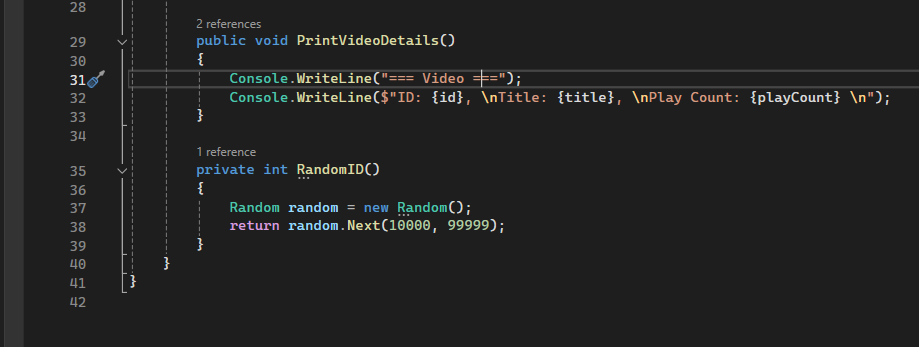 28
2 references
29 public void PrintVideoDetails()
30 {
31 Console.WriteLine("=== Video ===");
32 Console.WriteLine($"ID: {id}, \nTitle: {title}, \nPlay Count: {playCount} \n");
33 }
34
1 reference
35 private int RandomID()
36 {
37 Random random = new Random();
38 return random.Next(10000, 99999);
39 }
40 }
41 }
42